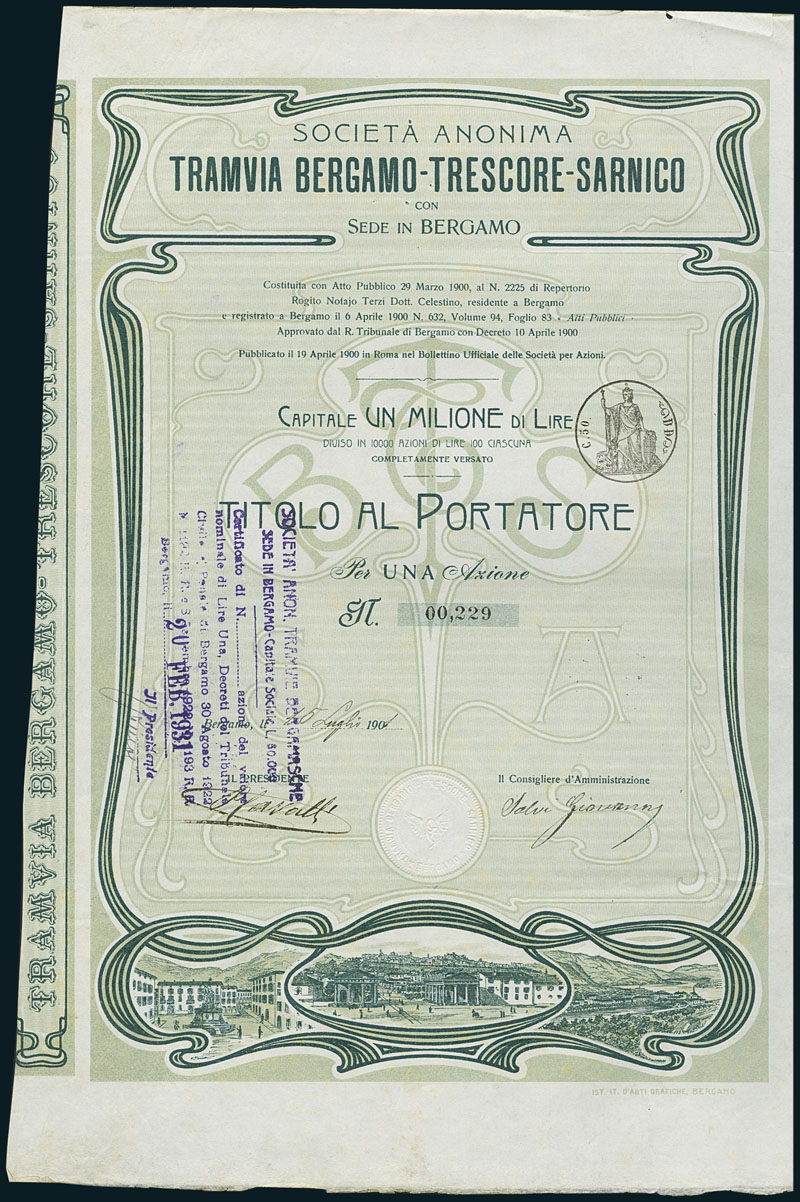 SOCIETÀ ANONIMA
TRAMVIA BERGAMO-TRESCORE-SARNICO
CON
SEDE IN BERGAMO
Costituita con Atto Pubblico 29 Marzo 1900, al N. 2225 di Repertorio
Rogito Notajo Terzi Dott. Celestino, residente a Bergamo
e registrato a Bergamo il 6 Aprile 1900 N. 632, Volume 94, Foglio 83 « Atti Pubblici »
Approvato dal R. Tribunale di Bergamo con Decreto 10 Aprile 1900
Pubblicato il 19 Aprile 1900 in Roma nel Bollettino Ufficiale delle Società per Azioni.
CAPITALE UN MILIONE DI LIRE
DIVISO IN 10000 AZIONI DI LIRE 100 CIASCUNA
COMPLETAMENTE VERSATO
C. 50.
TITOLO AL PORTATORE
Per UNA Azione
N. 00,229
Bergamo, li 25 Luglio 1901
IL PRESIDENTE
Il Consigliere d'Amministrazione
Salvi Giovanni
SOCIETA' ANON. TRAMVIE BERGAMASCHE
SEDE IN BERGAMO - Capitale Sociale L. 50.000
Certificato di N. azioni del valore
nominale di Lire Una, Decreti del Tribunale
Civile e Penale di Bergamo 30 Agosto 1922
Bergamo, li 20 FEB. 1931
Il Presidente
TRAMVIA BERGAMO-TRESCORE-SARNICO
IST. IT. D'ARTI GRAFICHE, BERGAMO